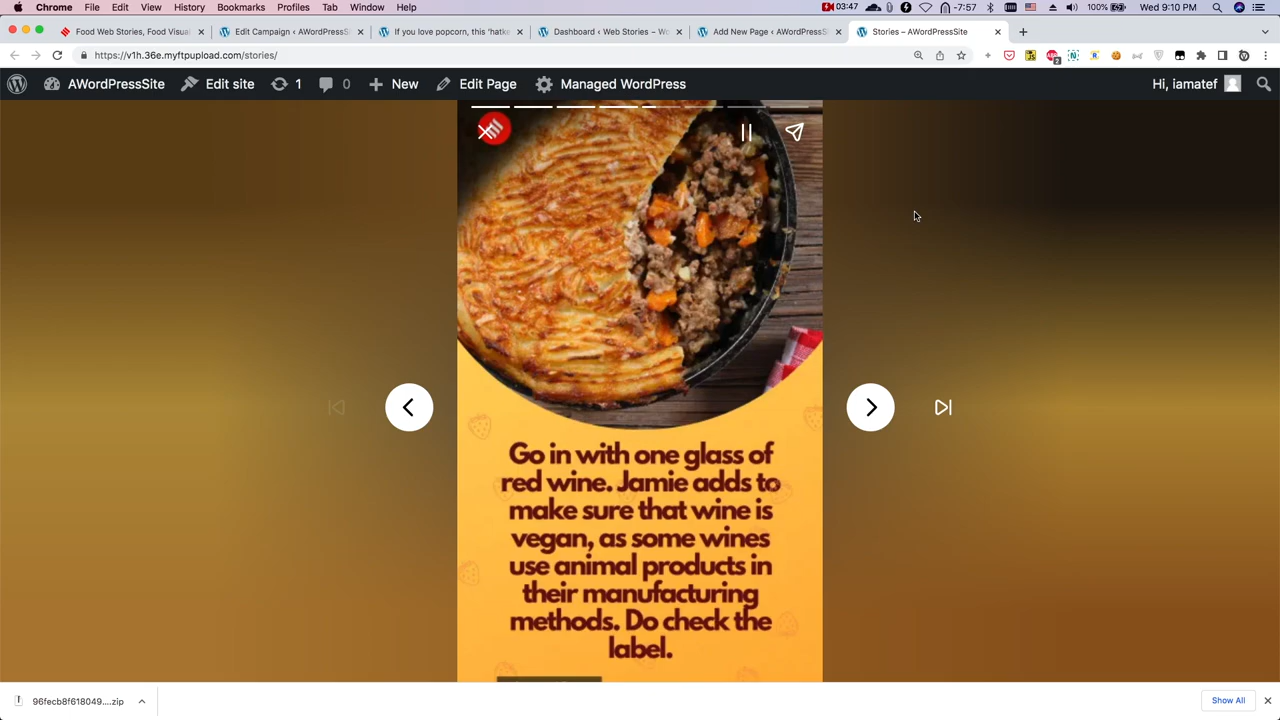 Chrome File Edit View History Bookmarks Profiles Tab Window Help 03:47 -7:57 100% Wed 9:10 PM
Food Web Stories, Food Visual Edit Campaign < AWordPressS If you love popcorn, this 'hatke Dashboard < Web Stories – Wo Add New Page < AWordPressS Stories – AWordPressSite
https://v1h.36e.myftpupload.com/stories/
AWordPressSite Edit site 1 0 New Edit Page Managed WordPress Hi, iamatef
Go in with one glass of
red wine. Jamie adds to
make sure that wine is
vegan, as some wines
use animal products in
their manufacturing
methods. Do check the
label.
96fecb8f618049....zip Show All